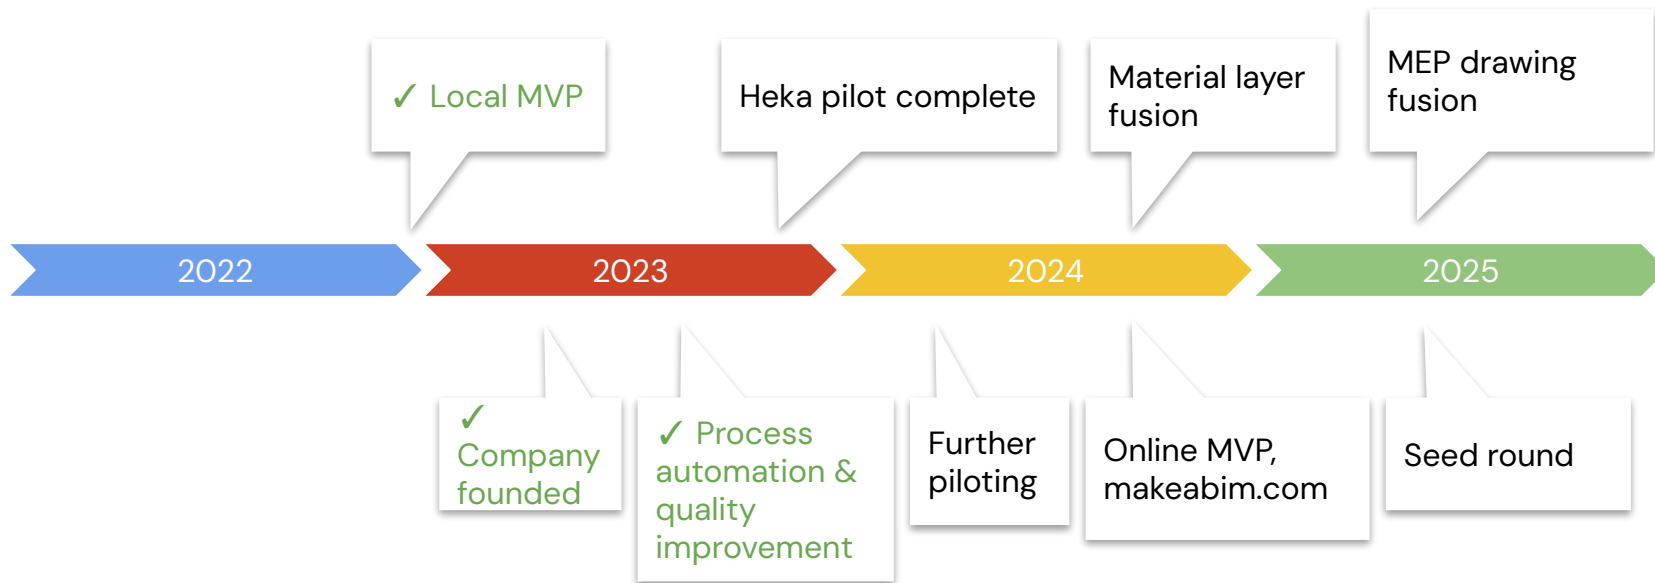 ✓ Local MVP
Heka pilot complete
Material layer
fusion
MEP drawing
fusion
2022
2023
2024
2025
✓
Company
founded
✓ Process
automation &
quality
improvement
Further
piloting
Online MVP,
makeabim.com
Seed round